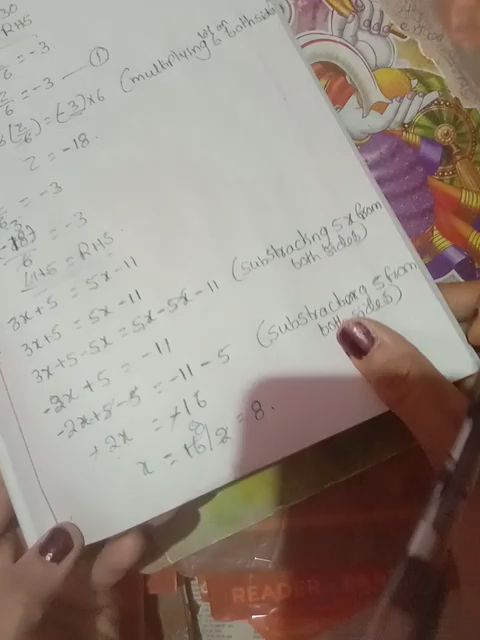 30
RHS
/6 = -3
z/6 = -3 — ①
6(z/6) = (-3)×6 (multiplying by 6 on both sides)
z = -18.
= -3
-18/6 = -3
LHS = RHS.
3x+5 = 5x-11
3x+5 = 5x-11
3x+5-5x = 5x-5x-11 (substracting 5x from both sides)
-2x+5 = -11
-2x+5-5 = -11-5 (substracting 5 from both sides)
+2x = +16
x = 16/2 = 8.
READER